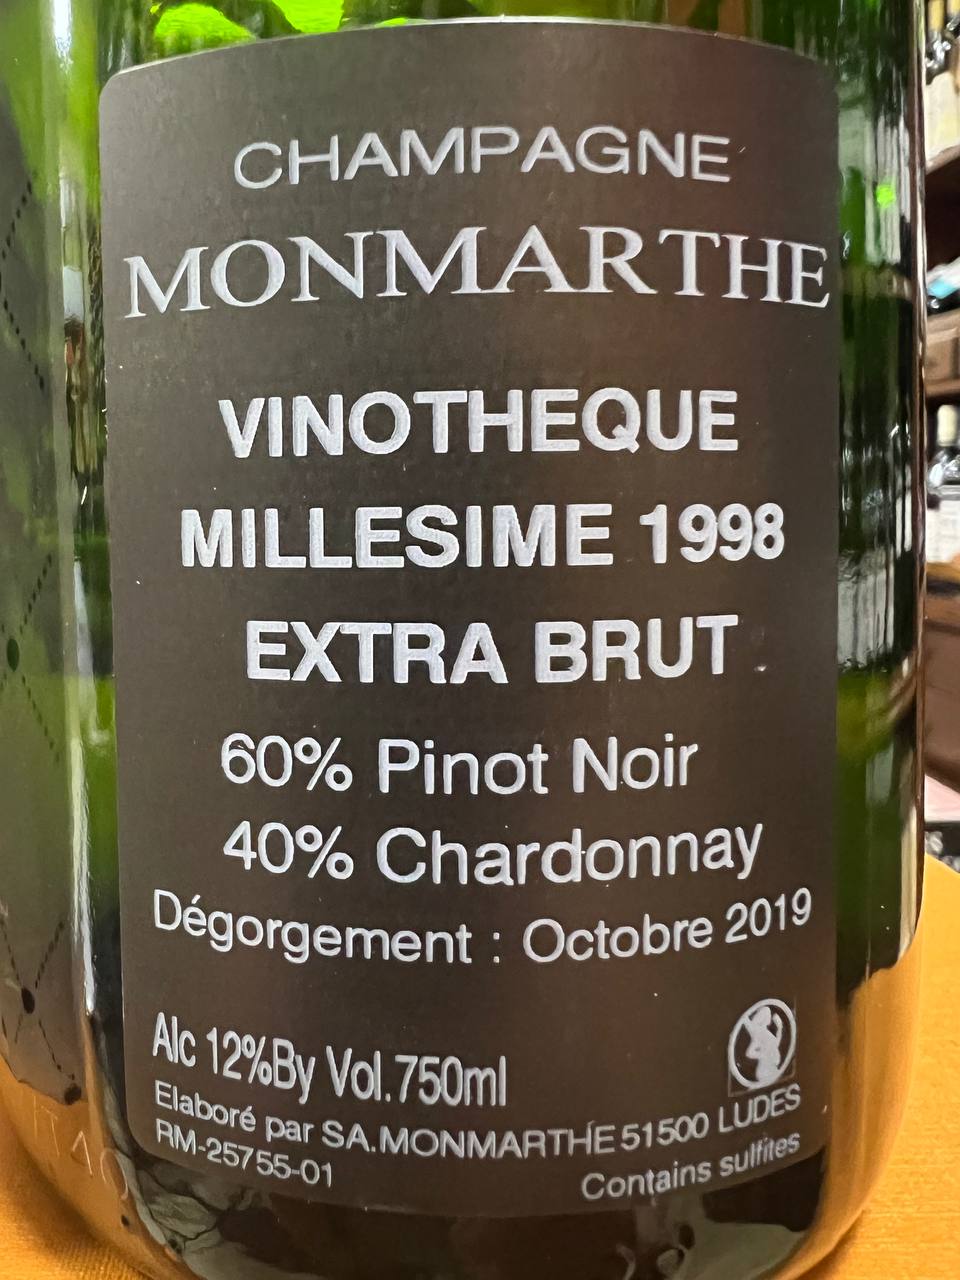 CHAMPAGNE
MONMARTHE
VINOTHEQUE
MILLESIME 1998
EXTRA BRUT
60% Pinot Noir
40% Chardonnay
Dégorgement : Octobre 2019
Alc 12%By Vol.750ml
Elaboré par SA.MONMARTHE 51500 LUDES
RM-25755-01
Contains sulfites